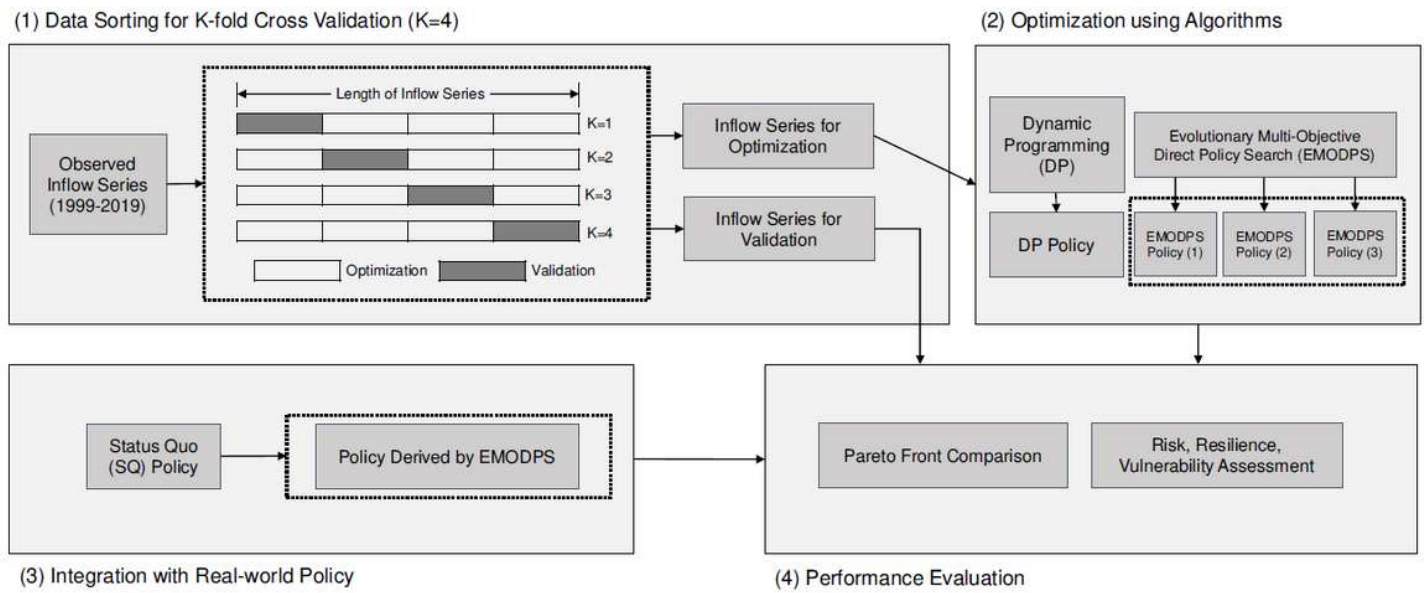 (1) Data Sorting for K-fold Cross Validation (K=4)
Observed
Inflow Series
(1999-2019)
Length of Inflow Series
K=1
K=2
K=3
K=4
Optimization
Validation
Inflow Series for
Optimization
Inflow Series for
Validation
(2) Optimization using Algorithms
Dynamic
Programming
(DP)
DP Policy
Evolutionary Multi-Objective
Direct Policy Search (EMODPS)
EMODPS
Policy (1)
EMODPS
Policy (2)
EMODPS
Policy (3)
Status Quo
(SQ) Policy
Policy Derived by EMODPS
(3) Integration with Real-world Policy
Pareto Front Comparison
Risk, Resilience,
Vulnerability Assessment
(4) Performance Evaluation